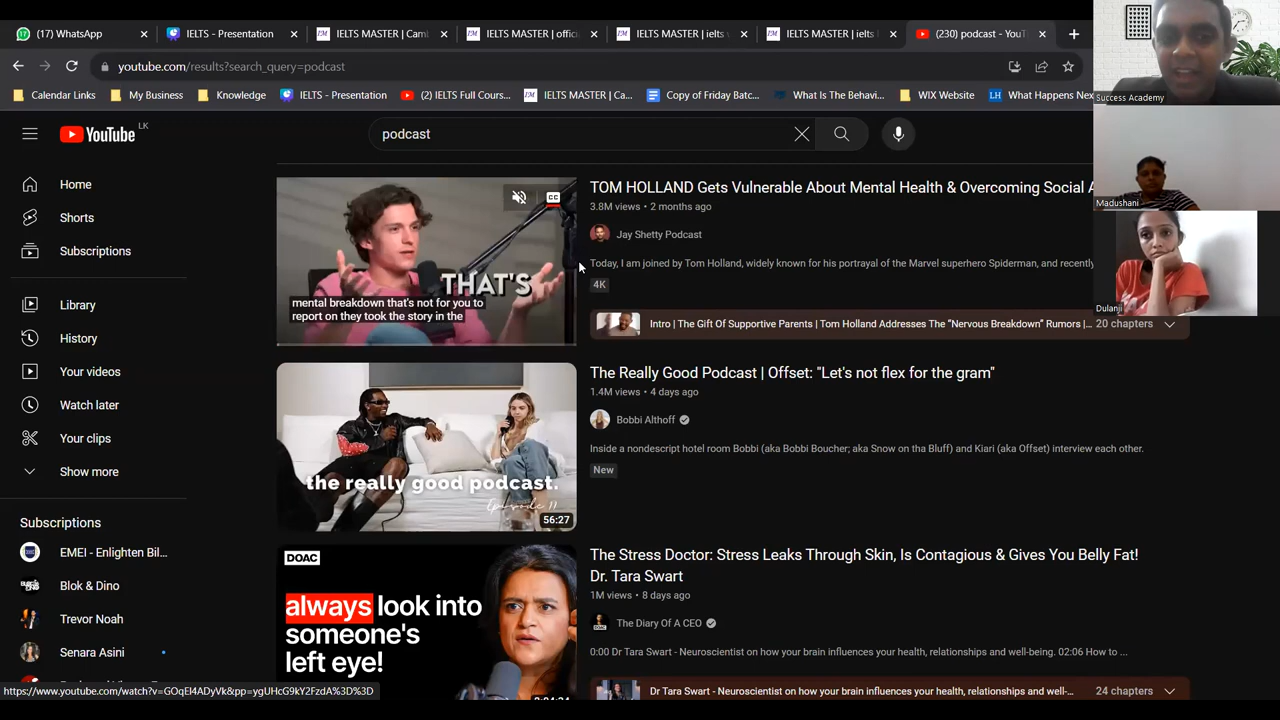 WhatsApp
IELTS - Presentation
IELTS MASTER | Cam
IELTS MASTER | offic
IELTS MASTER | ielts v
IELTS MASTER | ielts
(230) podcast - YouT
youtube.com/results?search_query=podcast
Calendar Links
My Business
Knowledge
IELTS - Presentation
YouTube Full Cours...
IELTS MASTER | Ca...
Copy of Friday Batc...
What Is The Behavi...
WIX Website
What Happens Nex
Success Academy
YouTube LK
podcast
Home
Shorts
Subscriptions
Library
History
Your videos
Watch later
Your clips
Show more
Subscriptions
EMEI - Enlighten Bil...
Blok & Dino
Trevor Noah
Senara Asini
https://www.youtube.com/watch?v=GOqEl4ADyVk&pp=ygUHcG9kY2FzdA%3D%3D
CC
THAT'S
mental breakdown that's not for you to
report on they took the story in the
TOM HOLLAND Gets Vulnerable About Mental Health & Overcoming Social A
3.8M views • 2 months ago
Jay Shetty Podcast
Today, I am joined by Tom Holland, widely known for his portrayal of the Marvel superhero Spiderman, and recently
4K
Intro | The Gift Of Supportive Parents | Tom Holland Addresses The “Nervous Breakdown” Rumors |...
20 chapters
the really good podcast.
Episode 11
56:27
The Really Good Podcast | Offset: "Let's not flex for the gram"
1.4M views • 4 days ago
Bobbi Althoff
Inside a nondescript hotel room Bobbi (aka Bobbi Boucher; aka Snow on tha Bluff) and Kiari (aka Offset) interview each other.
New
DOAC
always look into
someone's
left eye!
The Stress Doctor: Stress Leaks Through Skin, Is Contagious & Gives You Belly Fat!
Dr. Tara Swart
1M views • 8 days ago
The Diary Of A CEO
0:00 Dr Tara Swart - Neuroscientist on how your brain influences your health, relationships and well-being. 02:06 How to ...
Dr Tara Swart - Neuroscientist on how your brain influences your health, relationships and well-...
24 chapters
Madushani
Dulanji